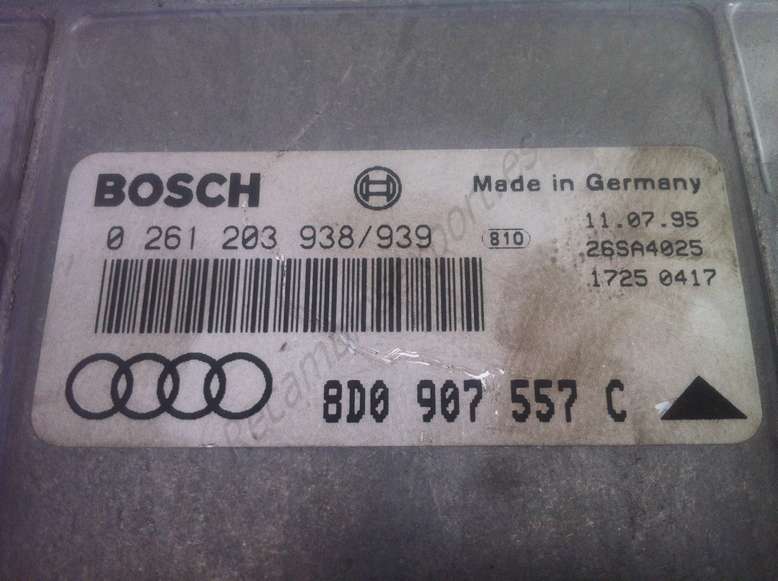 BOSCH Made in Germany
0 261 203 938/939 810 11.07.95
26SA4025
1725 0417
8D0 907 557 C